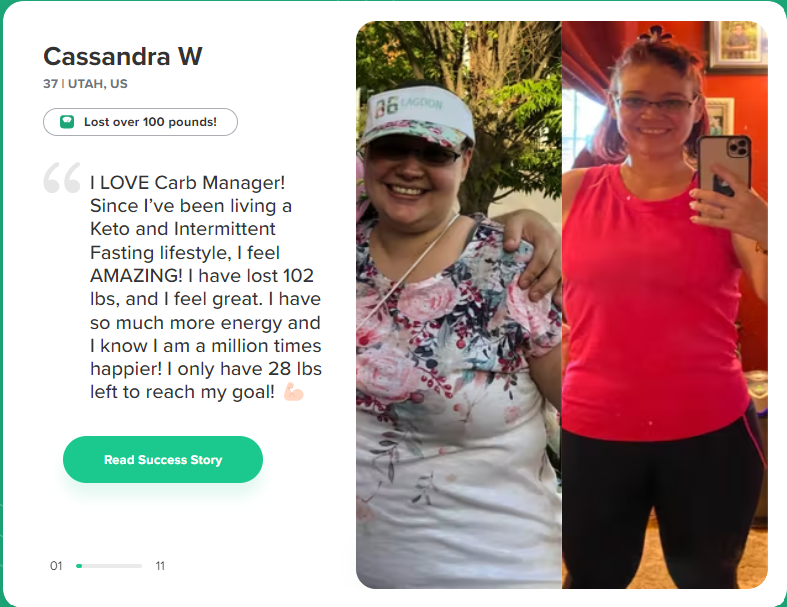 Cassandra W
37 | UTAH, US
Lost over 100 pounds!
I LOVE Carb Manager!
Since I’ve been living a
Keto and Intermittent
Fasting lifestyle, I feel
AMAZING! I have lost 102
lbs, and I feel great. I have
so much more energy and
I know I am a million times
happier! I only have 28 lbs
left to reach my goal! 💪🏻
Read Success Story
01
11
LAGOON